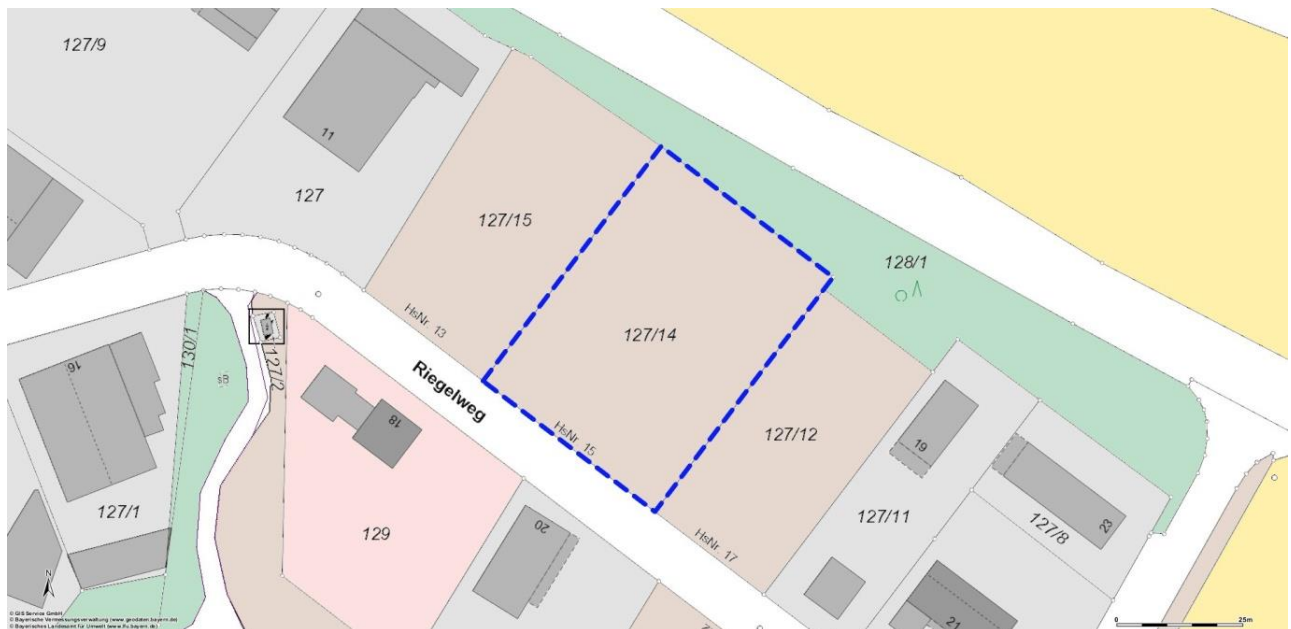 127/9
11
127
127/15
128/1
HsNr. 13
127/14
127/2
130/1
16
Riegelweg
18
HsNr. 15
127/12
19
127/11
23
127/8
127/1
129
20
HsNr. 17
21
N
© GIS Service GmbH
© Bayerische Vermessungsverwaltung (www.geodaten.bayern.de)
© Bayerisches Landesamt für Umwelt (www.lfu.bayern.de)
0 25m